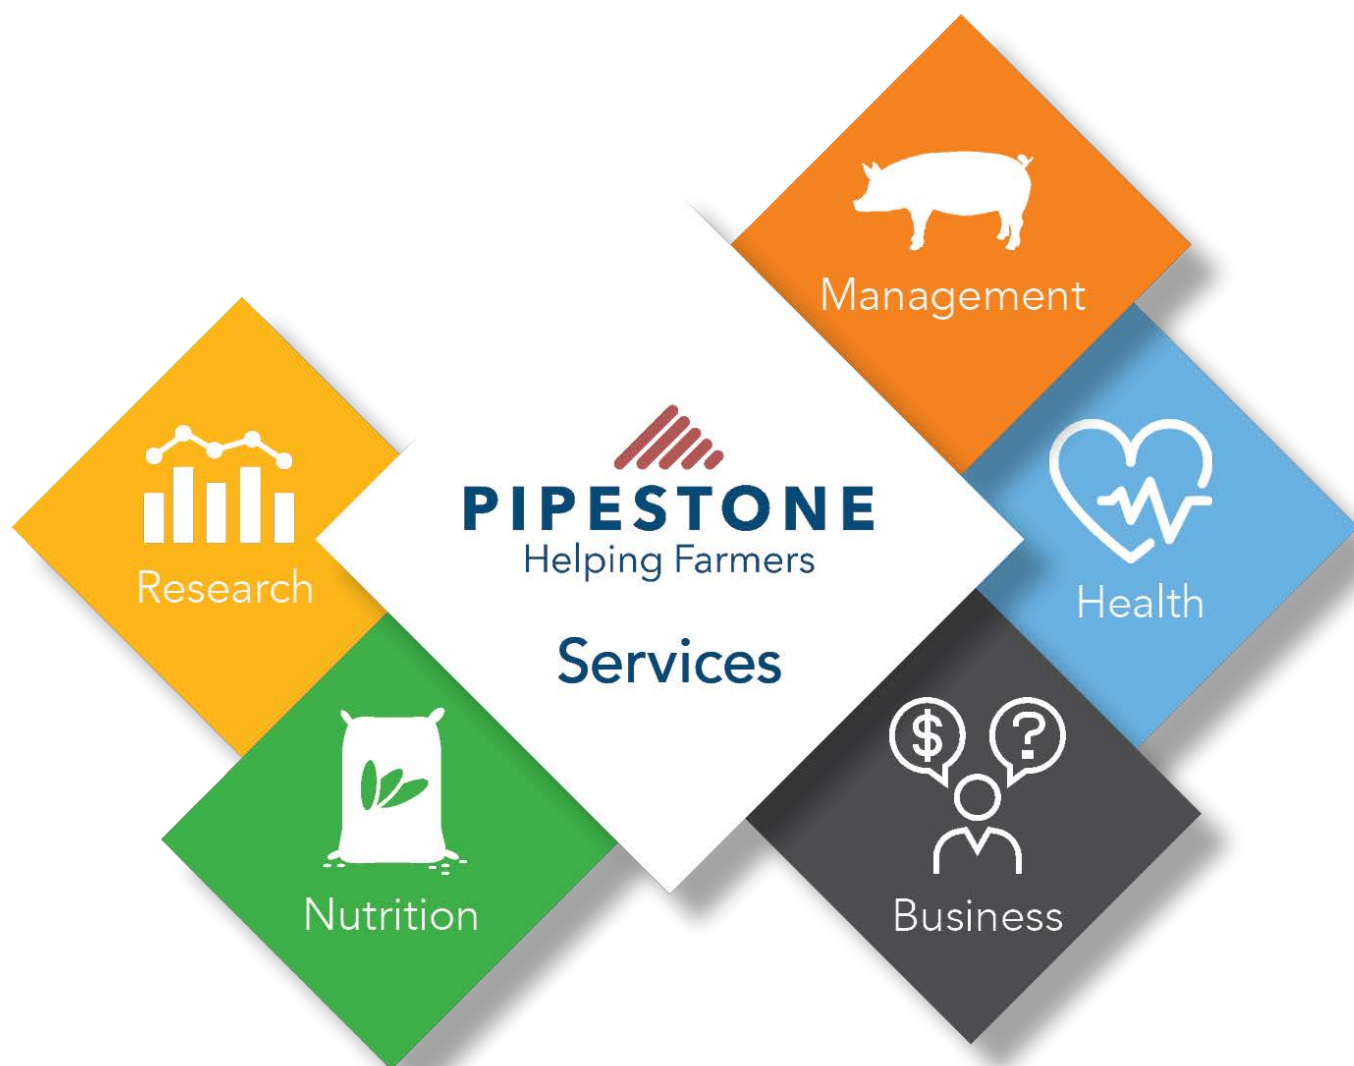 Management
PIPESTONE
Helping Farmers
Services
Research
Health
Nutrition
$ ?
Business